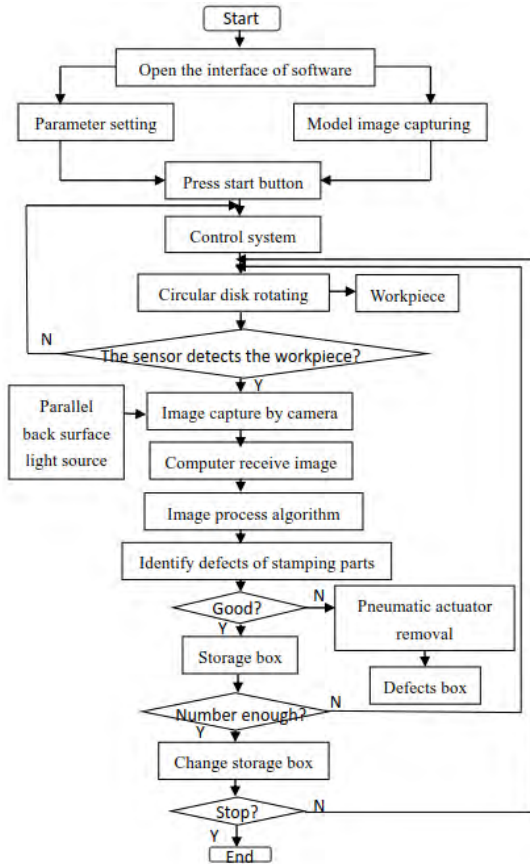 Start
Open the interface of software
Parameter setting
Model image capturing
Press start button
Control system
Circular disk rotating
Workpiece
N
The sensor detects the workpiece?
Y
Parallel
back surface
light source
Image capture by camera
Computer receive image
Image process algorithm
Identify defects of stamping parts
Good?
N
Y
Pneumatic actuator
removal
Storage box
Defects box
Number enough?
N
Y
Change storage box
Stop?
N
Y
End